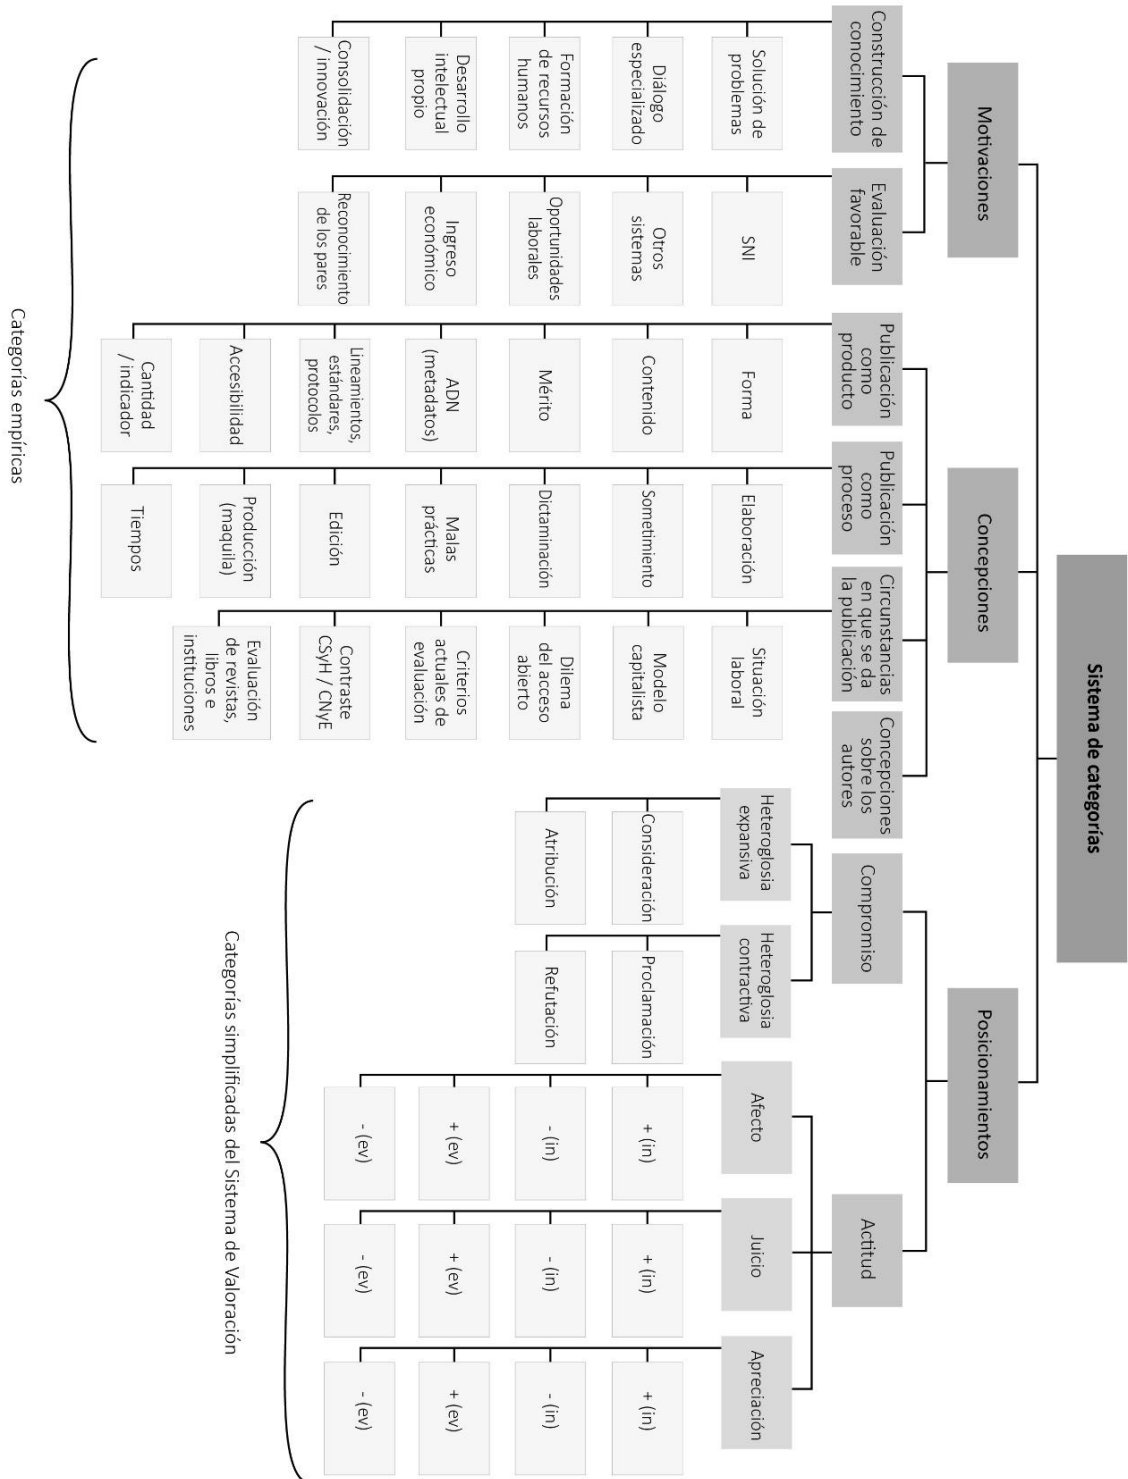 Sistema de categorías
Motivaciones
Concepciones
Posicionamientos
Construcción de
conocimiento
Evaluación
favorable
Publicación
como
producto
Publicación
como
proceso
Circunstancias
en que se da
la publicación
Concepciones
sobre los
autores
Compromiso
Actitud
Solución de
problemas
Diálogo
especializado
Formación
de recursos
humanos
Desarrollo
intelectual
propio
Consolidación
/ innovación
SNI
Otros
sistemas
Oportunidades
laborales
Ingreso
económico
Reconocimiento
de los pares
Forma
Contenido
Mérito
ADN
(metadatos)
Lineamientos,
estándares,
protocolos
Accesibilidad
Cantidad
/ indicador
Elaboración
Sometimiento
Dictaminación
Malas
prácticas
Edición
Producción
(maquila)
Tiempos
Situación
laboral
Modelo
capitalista
Dilema
del acceso
abierto
Criterios
actuales de
evaluación
Contraste
CSyH / CNyE
Evaluación
de revistas,
libros e
instituciones
Heteroglosia
expansiva
Consideración
Atribución
Heteroglosia
contractiva
Proclamación
Refutación
Afecto
+ (in)
- (in)
+ (ev)
- (ev)
Juicio
+ (in)
- (in)
+ (ev)
- (ev)
Apreciación
+ (in)
- (in)
+ (ev)
- (ev)
Categorías empíricas
Categorías simplificadas del Sistema de Valoración